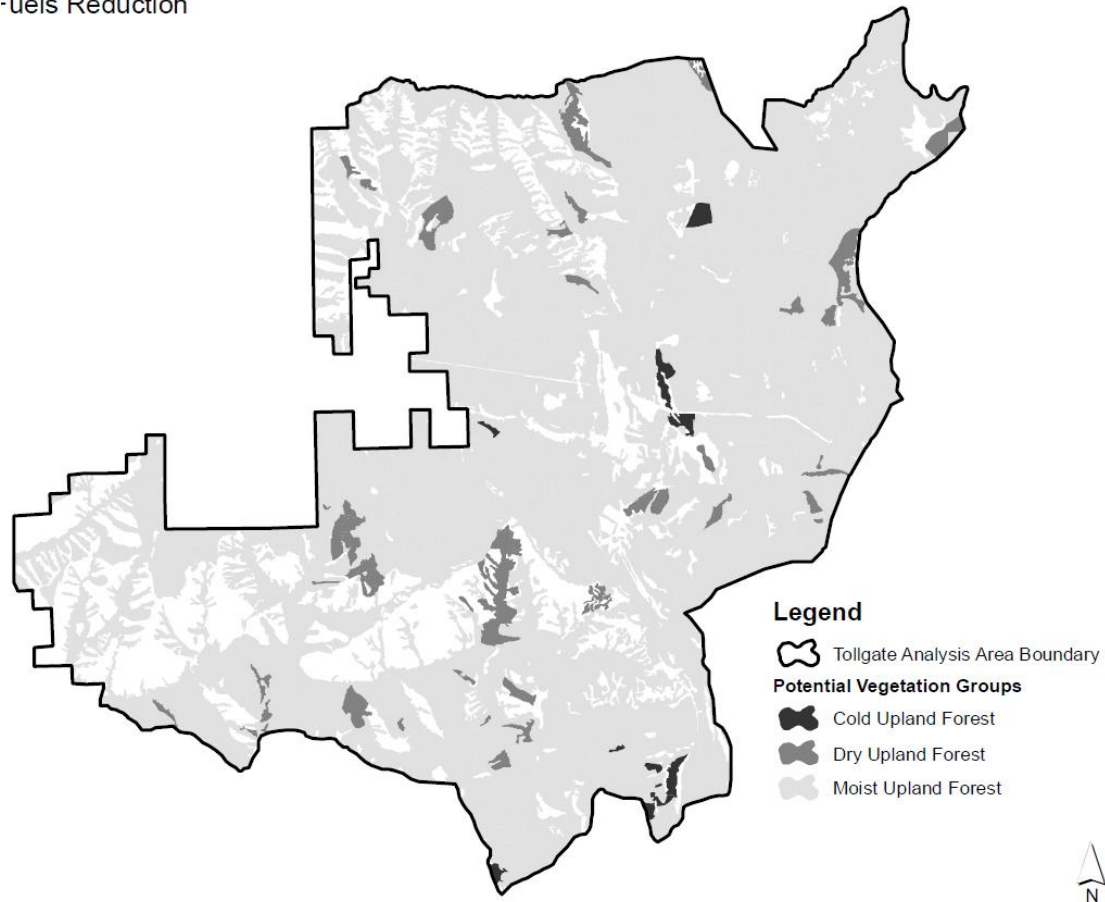 Fuels Reduction
Legend
Tollgate Analysis Area Boundary
Potential Vegetation Groups
Cold Upland Forest
Dry Upland Forest
Moist Upland Forest
N